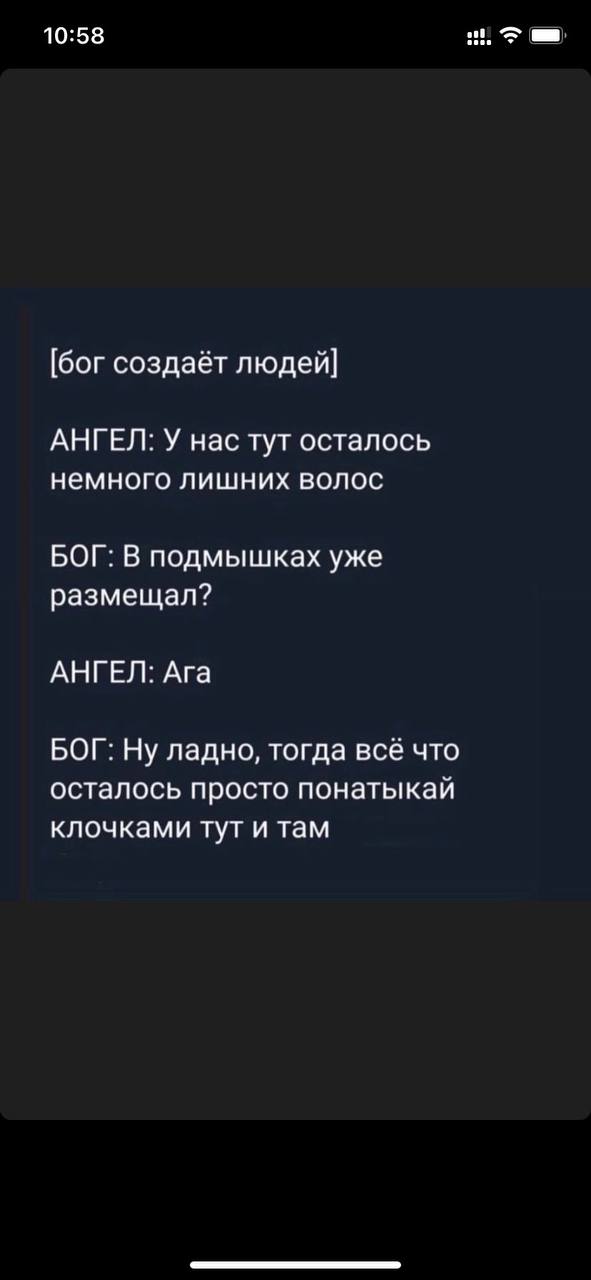 10:58
[бог создаёт людей]
АНГЕЛ: У нас тут осталось
немного лишних волос
БОГ: В подмышках уже
размещал?
АНГЕЛ: Ага
БОГ: Ну ладно, тогда всё что
осталось просто понатыкай
клочками тут и там